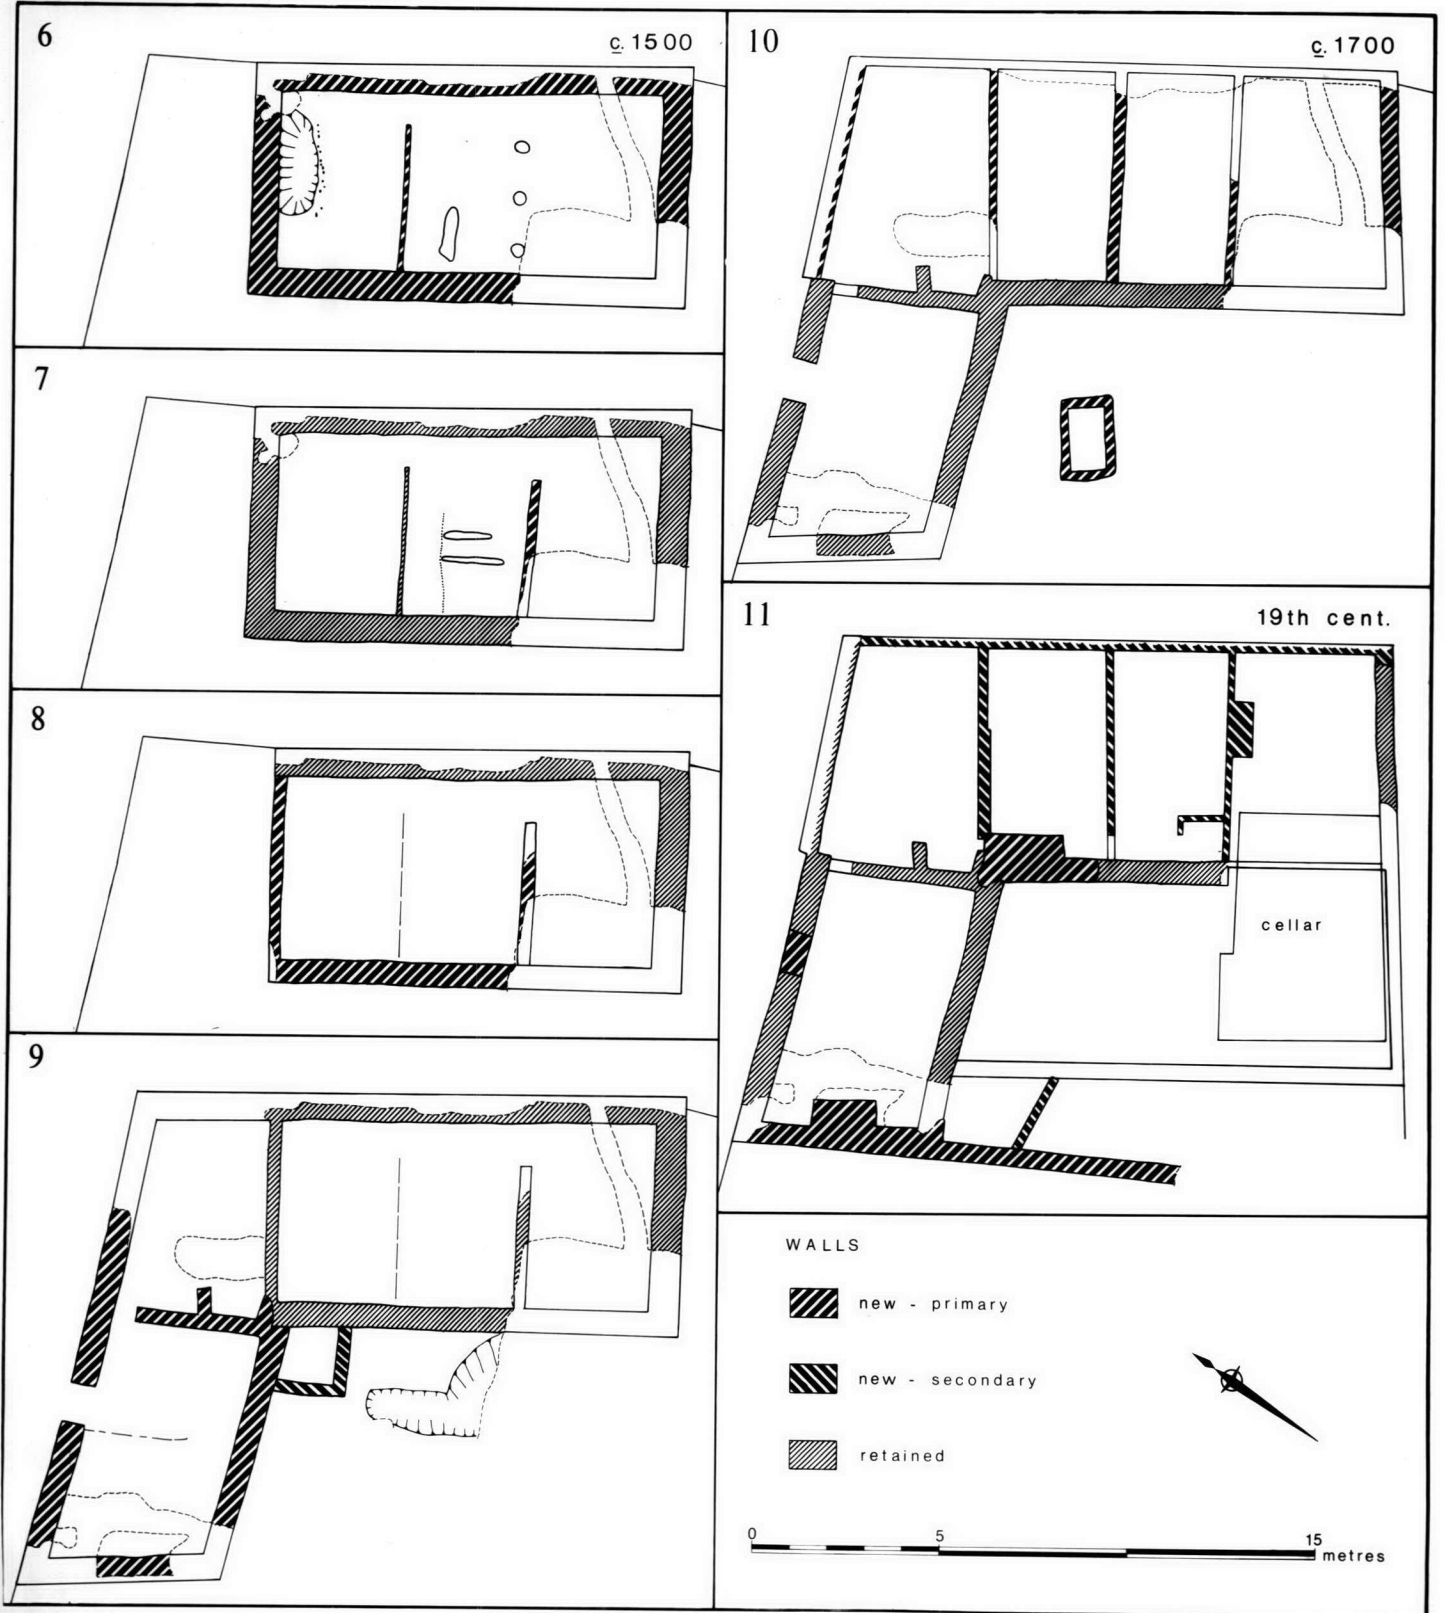 6
c. 1500
7
8
9
10
c. 1700
11
19th cent.
cellar
WALLS
new - primary
new - secondary
retained
0 5 15
metres